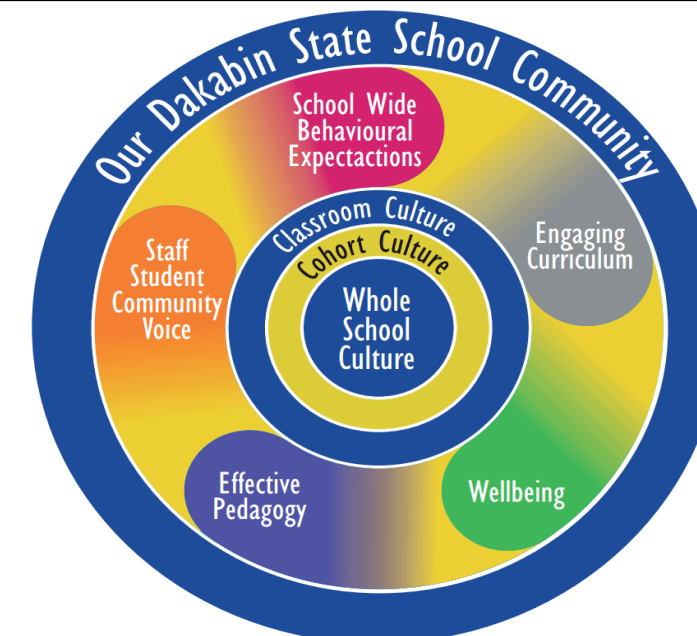 Our Dakabin State School Community
School Wide
Behavioural
Expectactions
Engaging
Curriculum
Wellbeing
Effective
Pedagogy
Staff
Student
Community
Voice
Classroom Culture
Cohort Culture
Whole
School
Culture